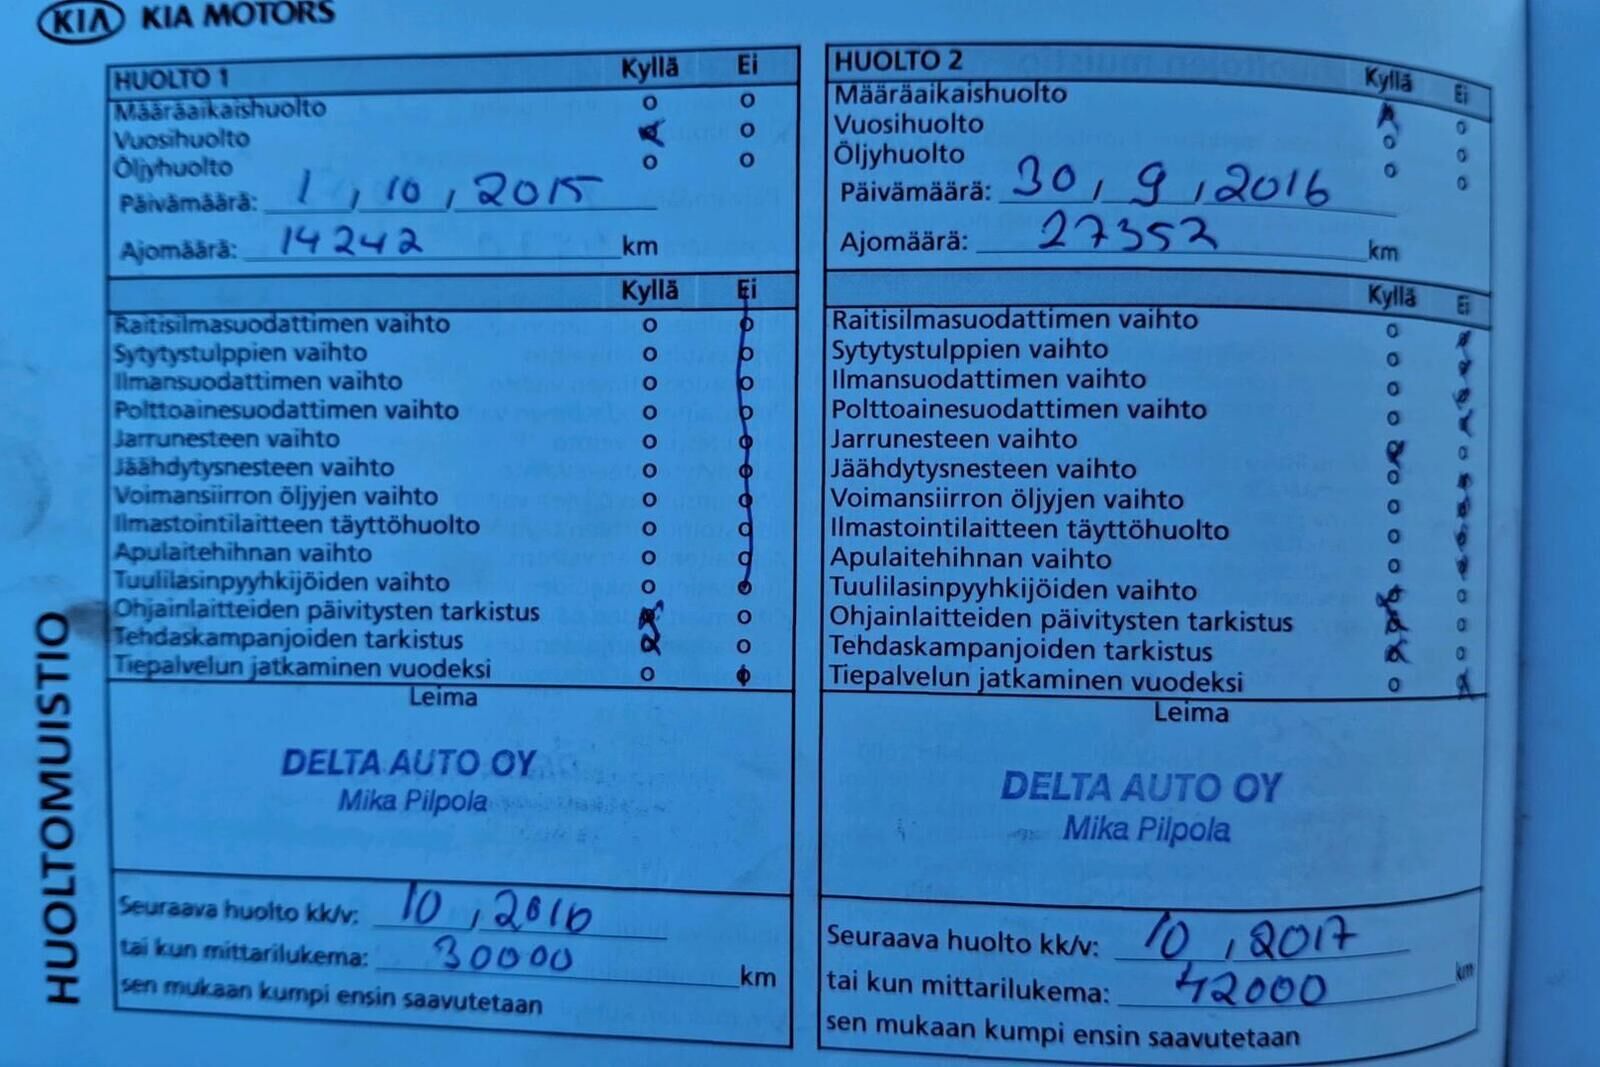 KIA KIA MOTORS
HUOLTO 1 Kyllä Ei
Määräaikaishuolto
Vuosihuolto
Öljyhuolto
Päivämäärä: 1, 10, 2015
Ajomäärä: 14242 km
Kyllä Ei
Raitisilmasuodattimen vaihto
Sytytystulppien vaihto
Ilmansuodattimen vaihto
Polttoainesuodattimen vaihto
Jarrunesteen vaihto
Jäähdytysnesteen vaihto
Voimansiirron öljyjen vaihto
Ilmastointilaitteen täyttöhuolto
Apulaitehihnan vaihto
Tuulilasinpyyhkijöiden vaihto
Ohjainlaitteiden päivitysten tarkistus
Tehdaskampanjoiden tarkistus
Tiepalvelun jatkaminen vuodeksi
Leima
DELTA AUTO OY
Mika Pilpola
Seuraava huolto kk/v: 10, 2016
tai kun mittarilukema: 30000 km
sen mukaan kumpi ensin saavutetaan
HUOLTO 2 Kyllä Ei
Määräaikaishuolto
Vuosihuolto
Öljyhuolto
Päivämäärä: 30, 9, 2016
Ajomäärä: 27352 km
Kyllä Ei
Raitisilmasuodattimen vaihto
Sytytystulppien vaihto
Ilmansuodattimen vaihto
Polttoainesuodattimen vaihto
Jarrunesteen vaihto
Jäähdytysnesteen vaihto
Voimansiirron öljyjen vaihto
Ilmastointilaitteen täyttöhuolto
Apulaitehihnan vaihto
Tuulilasinpyyhkijöiden vaihto
Ohjainlaitteiden päivitysten tarkistus
Tehdaskampanjoiden tarkistus
Tiepalvelun jatkaminen vuodeksi
Leima
DELTA AUTO OY
Mika Pilpola
Seuraava huolto kk/v: 10, 2017
tai kun mittarilukema: 42000 km
sen mukaan kumpi ensin saavutetaan
HUOLTOMUISTIO